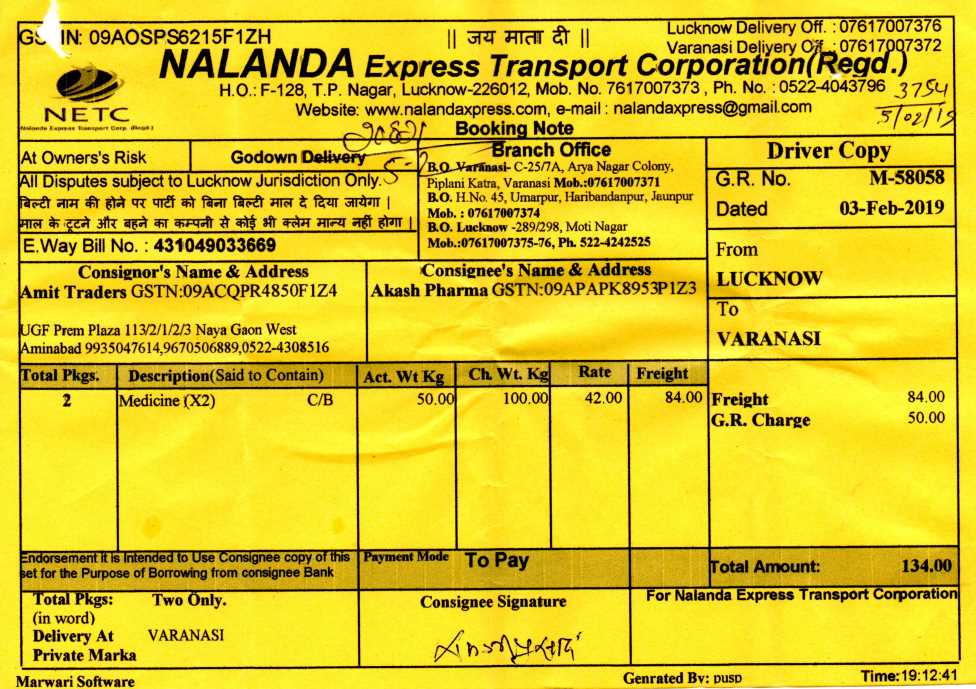 GSTIN: 09AOSPS6215F1ZH
|| जय माता दी ||
Lucknow Delivery Off. : 07617007376
Varanasi Delivery Off. : 07617007372
NALANDA Express Transport Corporation(Regd.)
H.O.: F-128, T.P. Nagar, Lucknow-226012, Mob. No. 7617007373 , Ph. No. : 0522-4043796
3754
Website: www.nalandaxpress.com, e-mail : nalandaxpress@gmail.com
5/02/19
NETC
Nalanda Express Transport Corp. (Regd.)
Booking Note
At Owners's Risk
Godown Delivery
Branch Office
B.O. Varanasi- C-25/7A, Arya Nagar Colony,
Piplani Katra, Varanasi Mob.:07617007371
B.O. H.No. 45, Umarpur, Haribandanpur, Jaunpur
Mob. : 07617007374
B.O. Lucknow -289/298, Moti Nagar
Mob.:07617007375-76, Ph. 522-4242525
Driver Copy
All Disputes subject to Lucknow Jurisdiction Only.
बिल्टी नाम की होने पर पार्टी को बिना बिल्टी माल दे दिया जायेगा |
माल के टूटने और बहने का कम्पनी से कोई भी क्लेम मान्य नहीं होगा |
E.Way Bill No. : 431049033669
G.R. No. M-58058
Dated 03-Feb-2019
From
LUCKNOW
To
VARANASI
Consignor's Name & Address
Amit Traders GSTN:09ACQPR4850F1Z4
UGF Prem Plaza 113/2/1/2/3 Naya Gaon West
Aminabad 9935047614,9670506889,0522-4308516
Consignee's Name & Address
Akash Pharma GSTN:09APAPK8953P1Z3
Total Pkgs. Description(Said to Contain) Act. Wt Kg Ch. Wt. Kg Rate Freight
2 Medicine (X2) C/B 50.00 100.00 42.00 84.00
Freight 84.00
G.R. Charge 50.00
Endorsement It is Intended to Use Consignee copy of this
set for the Purpose of Borrowing from consignee Bank
Payment Mode To Pay
Total Amount: 134.00
Total Pkgs: Two Only.
(in word)
Delivery At VARANASI
Private Marka
Consignee Signature
For Nalanda Express Transport Corporation
Marwari Software
Genrated By: pusp
Time:19:12:41